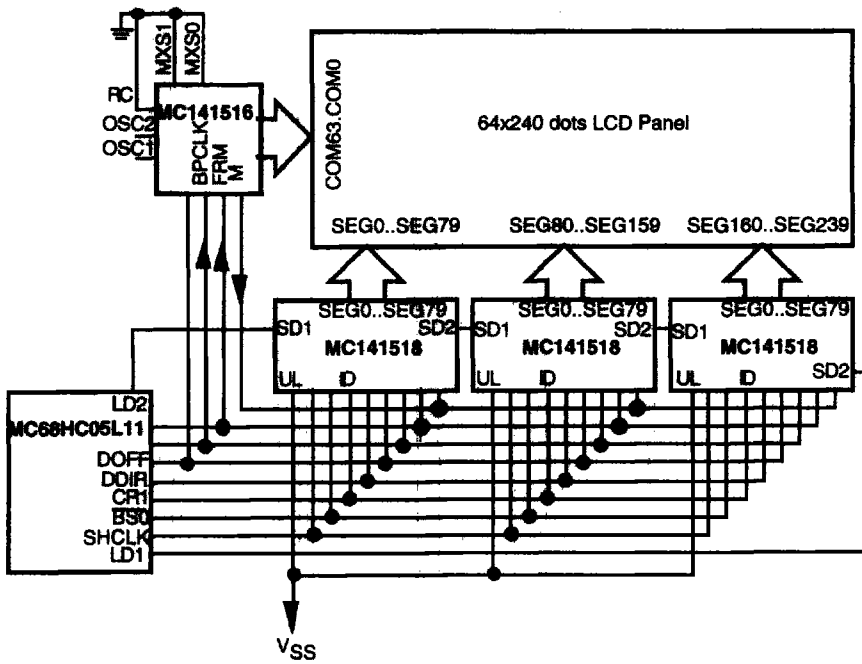 MXS1
MXS0
RC
MC141516
OSC2
OSC1
BPCLK
FRM
M
COM63.COM0
64x240 dots LCD Panel
SEG0..SEG79
SEG80..SEG159
SEG160..SEG239
SEG0..SEG79
SD1
SD2
MC141518
UL
ID
SEG0..SEG79
SD1
SD2
MC141518
UL
ID
SEG0..SEG79
SD1
MC141518
SD2
UL
ID
LD2
MC68HC05L11
DOFF
DDIR
CR1
BS0
SHCLK
LD1
VSS